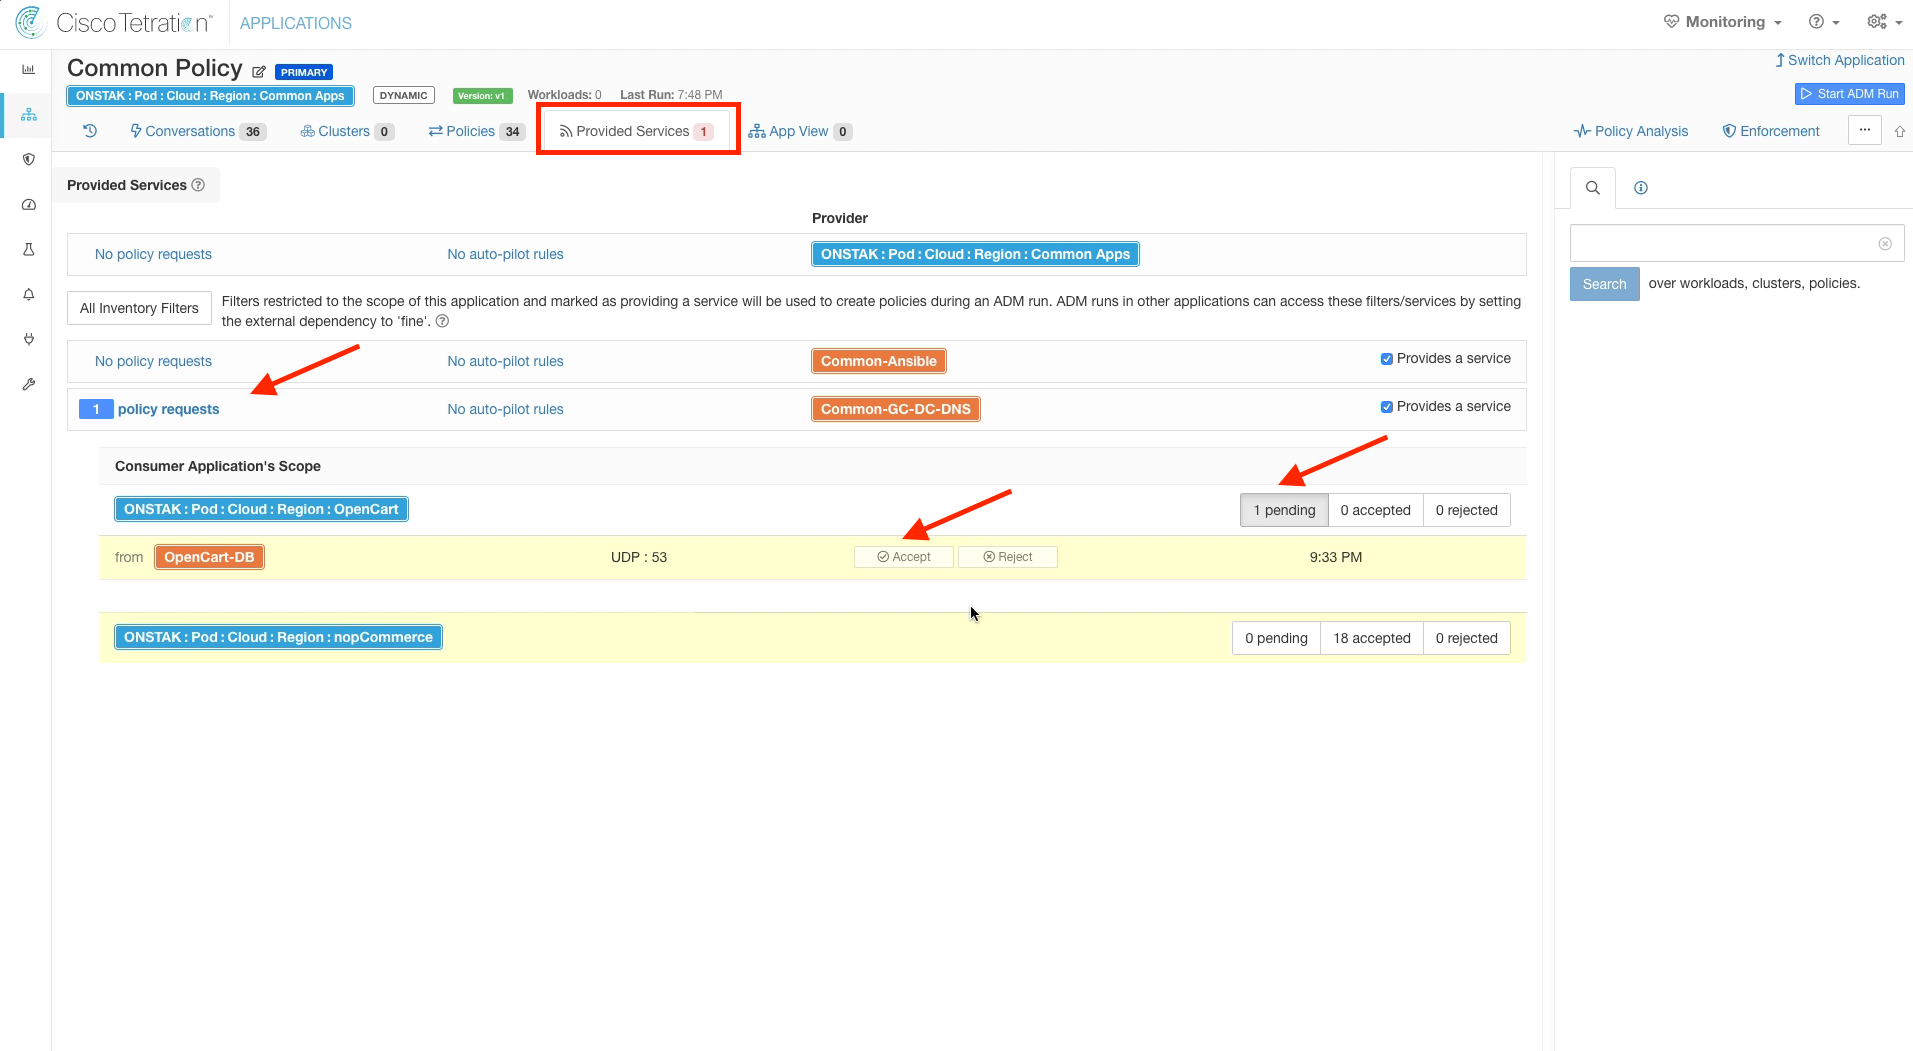 Cisco Tetration™ APPLICATIONS Monitoring
Common Policy PRIMARY Switch Application
ONSTAK : Pod : Cloud : Region : Common Apps DYNAMIC Version: v1 Workloads: 0 Last Run: 7:48 PM Start ADM Run
Conversations 36 Clusters 0 Policies 34 Provided Services 1 App View 0 Policy Analysis Enforcement ...
Provided Services
Provider
No policy requests No auto-pilot rules ONSTAK : Pod : Cloud : Region : Common Apps
All Inventory Filters Filters restricted to the scope of this application and marked as providing a service will be used to create policies during an ADM run. ADM runs in other applications can access these filters/services by setting
the external dependency to 'fine'.
Search over workloads, clusters, policies.
No policy requests No auto-pilot rules Common-Ansible Provides a service
1 policy requests No auto-pilot rules Common-GC-DC-DNS Provides a service
Consumer Application's Scope
ONSTAK : Pod : Cloud : Region : OpenCart 1 pending 0 accepted 0 rejected
from OpenCart-DB UDP : 53 Accept Reject 9:33 PM
ONSTAK : Pod : Cloud : Region : nopCommerce 0 pending 18 accepted 0 rejected